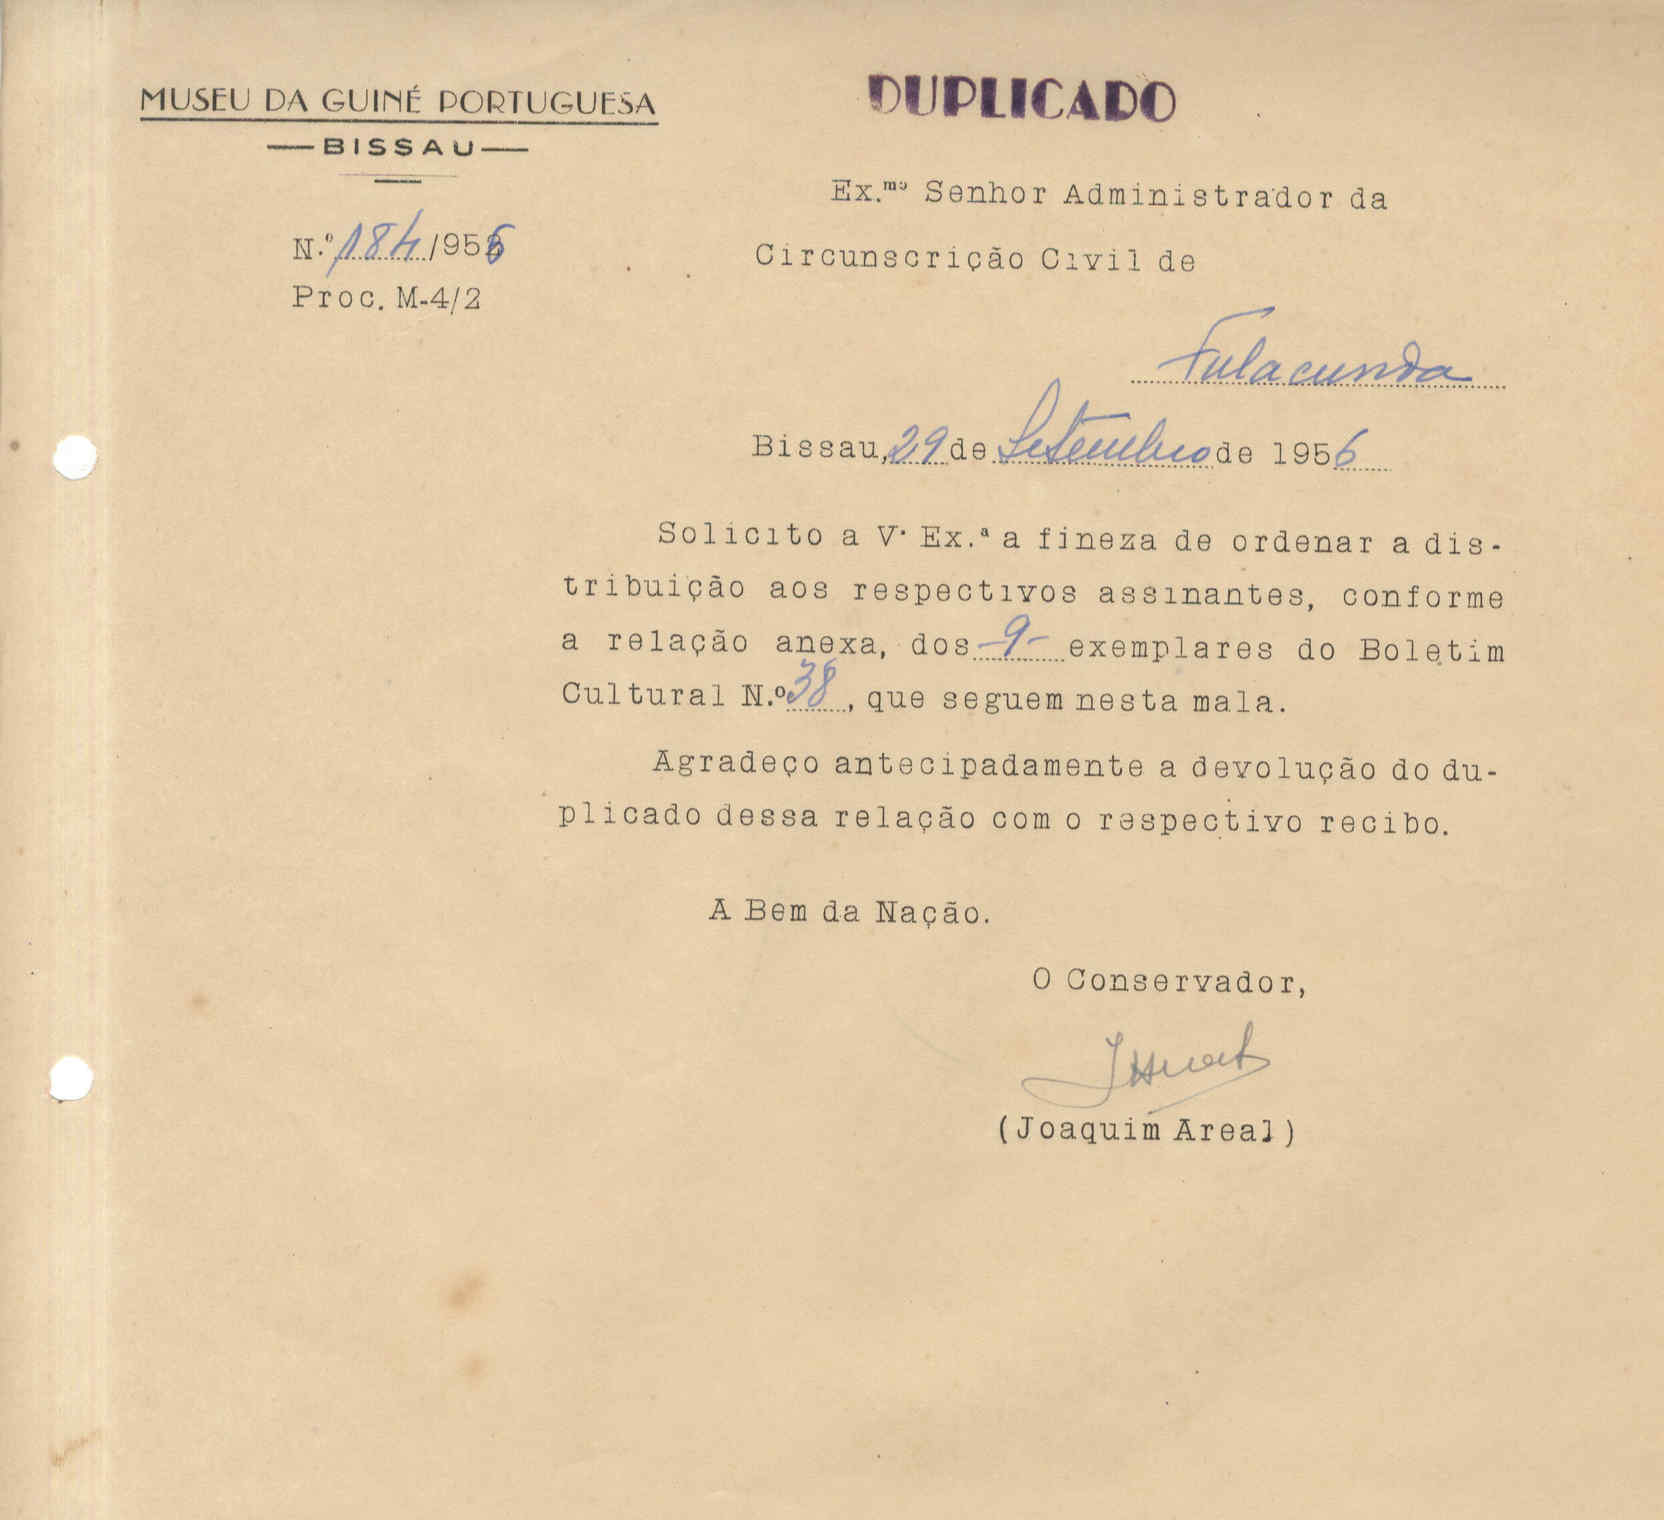 MUSEU DA GUINÉ PORTUGUESA
BISSAU
DUPLICADO
N.º 184/1956
Proc. M-4/2
Ex.mo Senhor Administrador da
Circunscrição Civil de
Fulacunda
Bissau, 29 de Setembro de 1956
Solicito a V. Ex.ª a fineza de ordenar a dis-
tribuição aos respectivos assinantes, conforme
a relação anexa, dos -9- exemplares do Boletim
Cultural N.º 38, que seguem nesta mala.
Agradeço antecipadamente a devolução do du-
plicado dessa relação com o respectivo recibo.
A Bem da Nação.
O Conservador,
(Joaquim Areal)